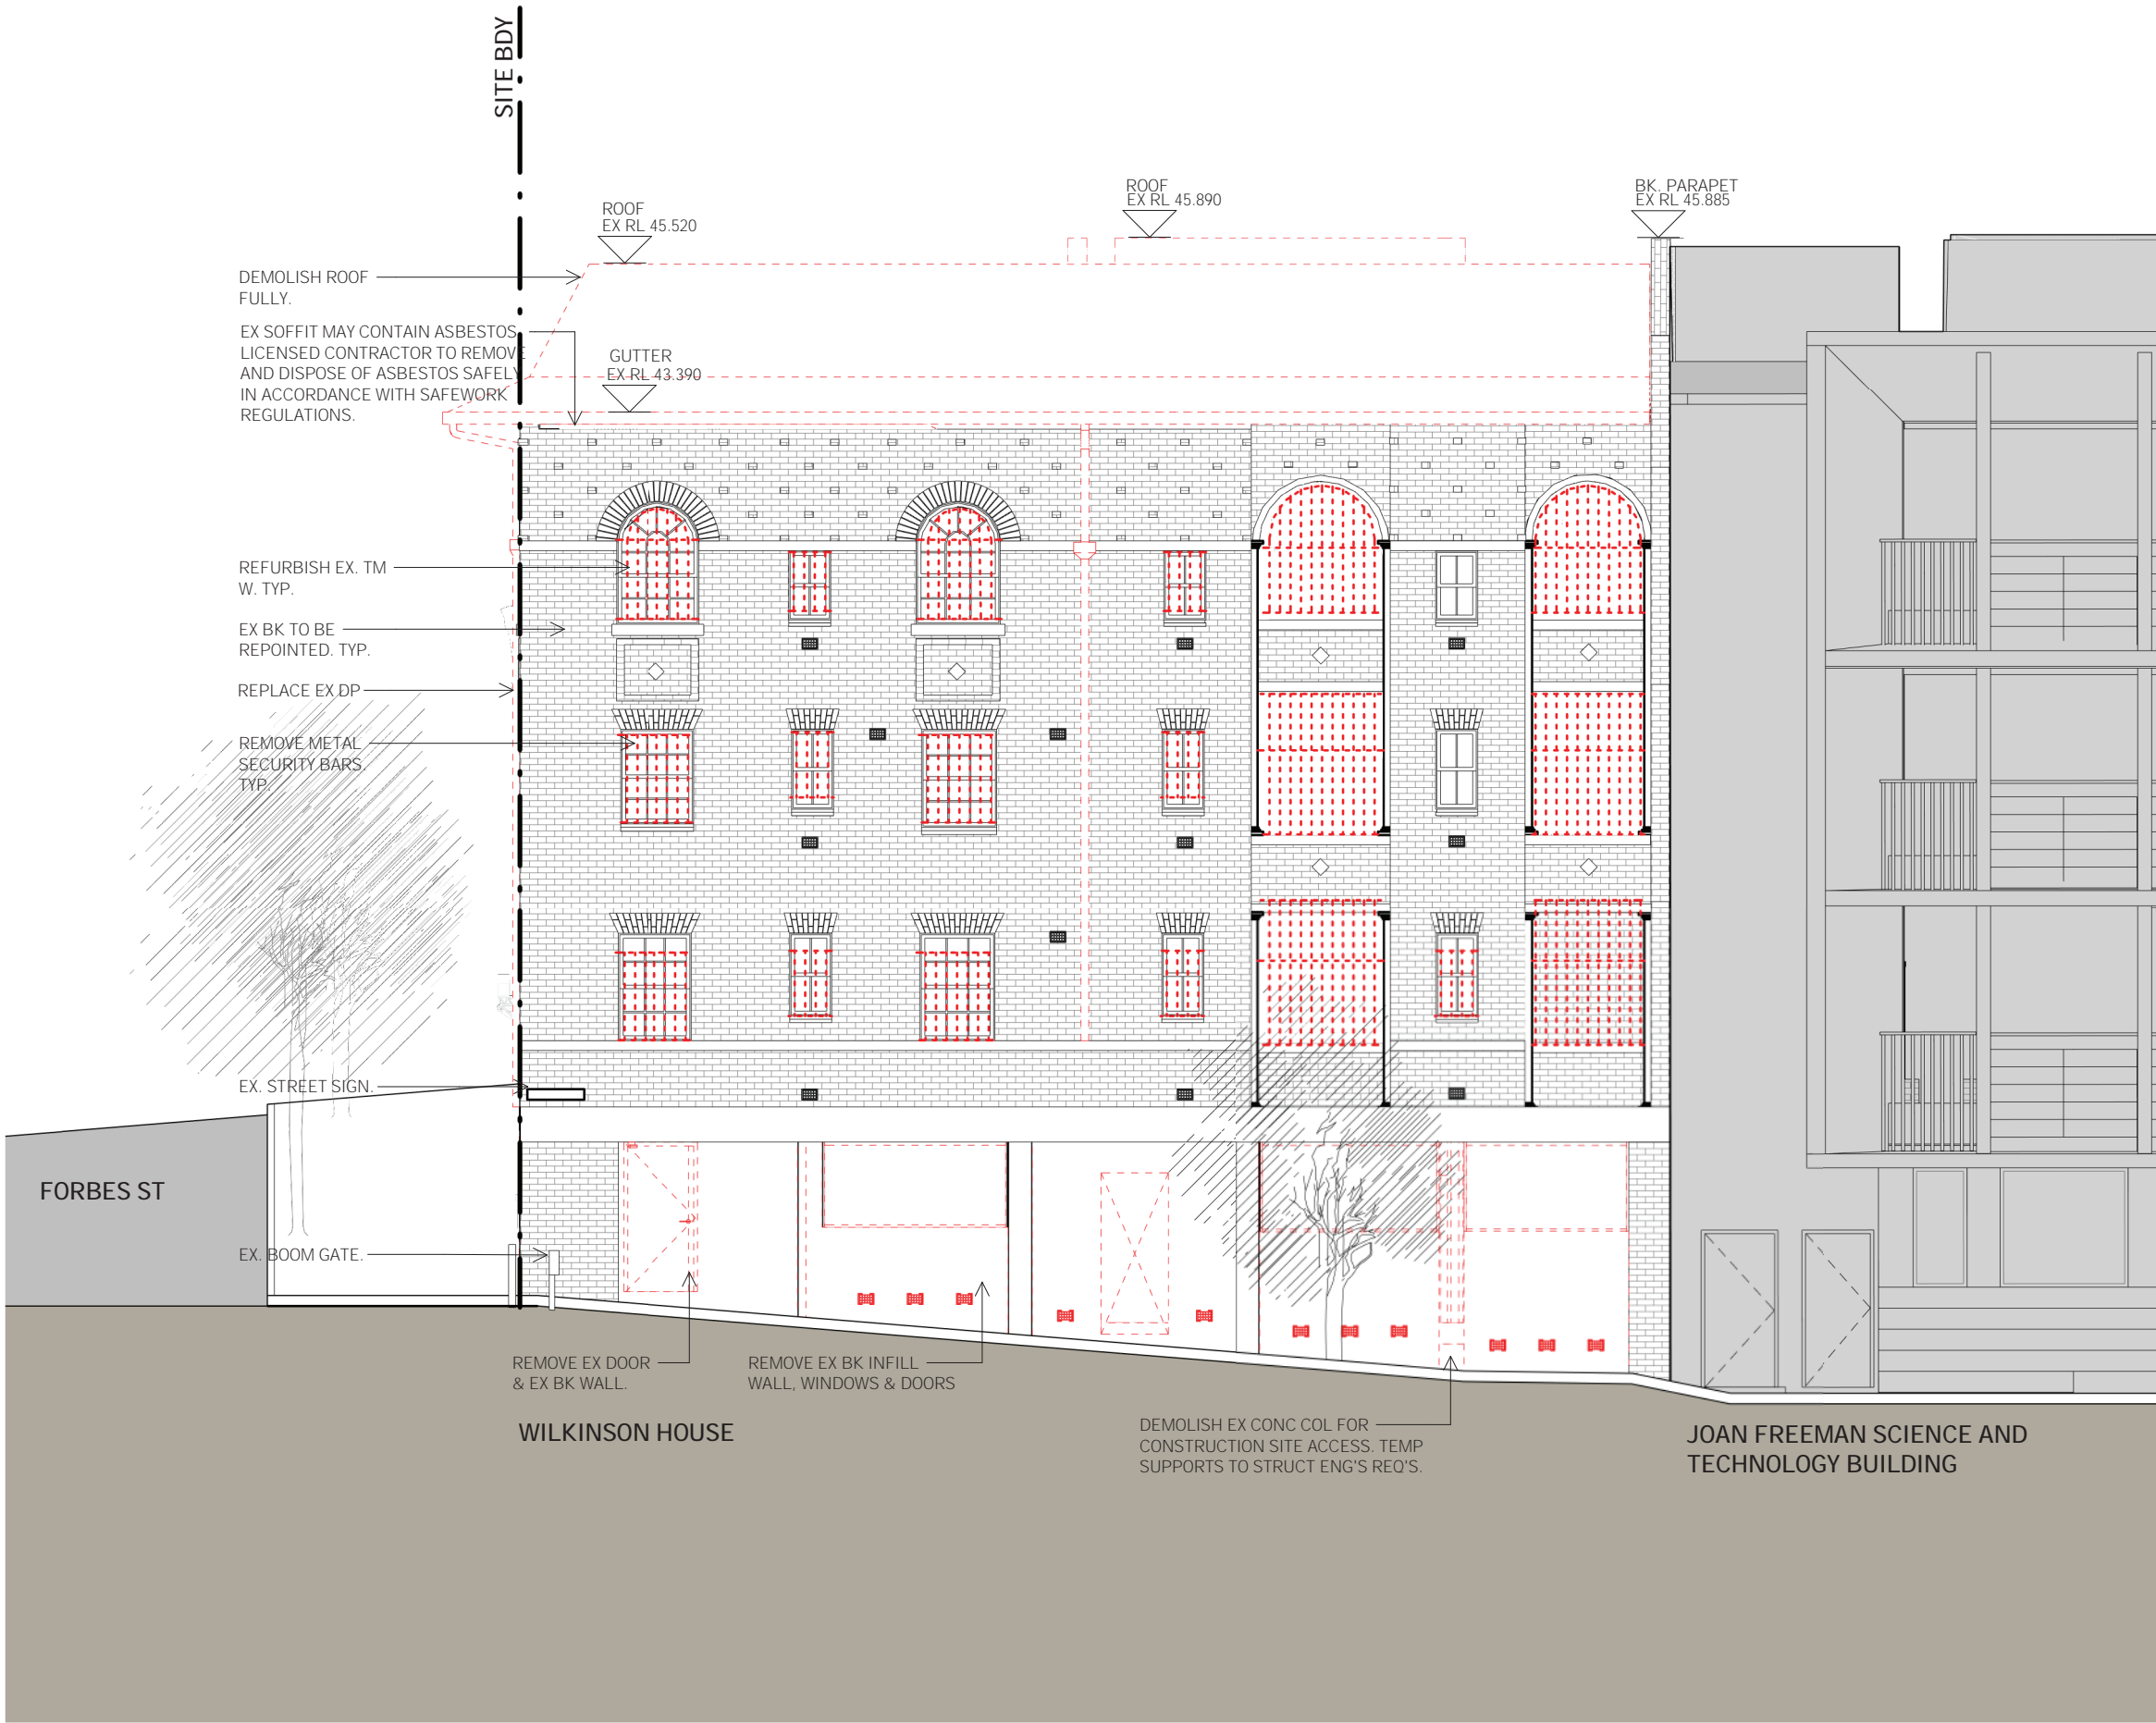 SITE BDY
ROOF
EX RL 45.890
BK. PARAPET
EX RL 45.885
ROOF
EX RL 45.520
DEMOLISH ROOF
FULLY.
EX SOFFIT MAY CONTAIN ASBESTOS
LICENSED CONTRACTOR TO REMOVE
AND DISPOSE OF ASBESTOS SAFELY
IN ACCORDANCE WITH SAFEWORK
REGULATIONS.
GUTTER
EX RL 43.390
REFURBISH EX. TM
W. TYP.
EX BK TO BE
REPOINTED. TYP.
REPLACE EX DP
REMOVE METAL
SECURITY BARS.
TYP.
EX. STREET SIGN.
FORBES ST
EX. BOOM GATE.
REMOVE EX DOOR
& EX BK WALL.
REMOVE EX BK INFILL
WALL, WINDOWS & DOORS
WILKINSON HOUSE
DEMOLISH EX CONC COL FOR
CONSTRUCTION SITE ACCESS. TEMP
SUPPORTS TO STRUCT ENG'S REQ'S.
JOAN FREEMAN SCIENCE AND
TECHNOLOGY BUILDING